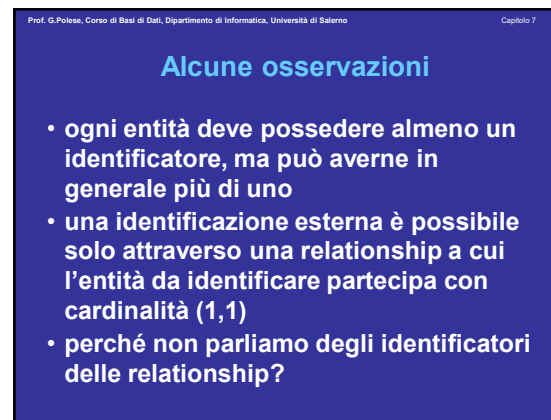 Prof. G.Polese, Corso di Basi di Dati, Dipartimento di Informatica, Università di Salerno Capitolo 7
Alcune osservazioni
• ogni entità deve possedere almeno un
identificatore, ma può averne in
generale più di uno
• una identificazione esterna è possibile
solo attraverso una relationship a cui
l'entità da identificare partecipa con
cardinalità (1,1)
• perché non parliamo degli identificatori
delle relationship?